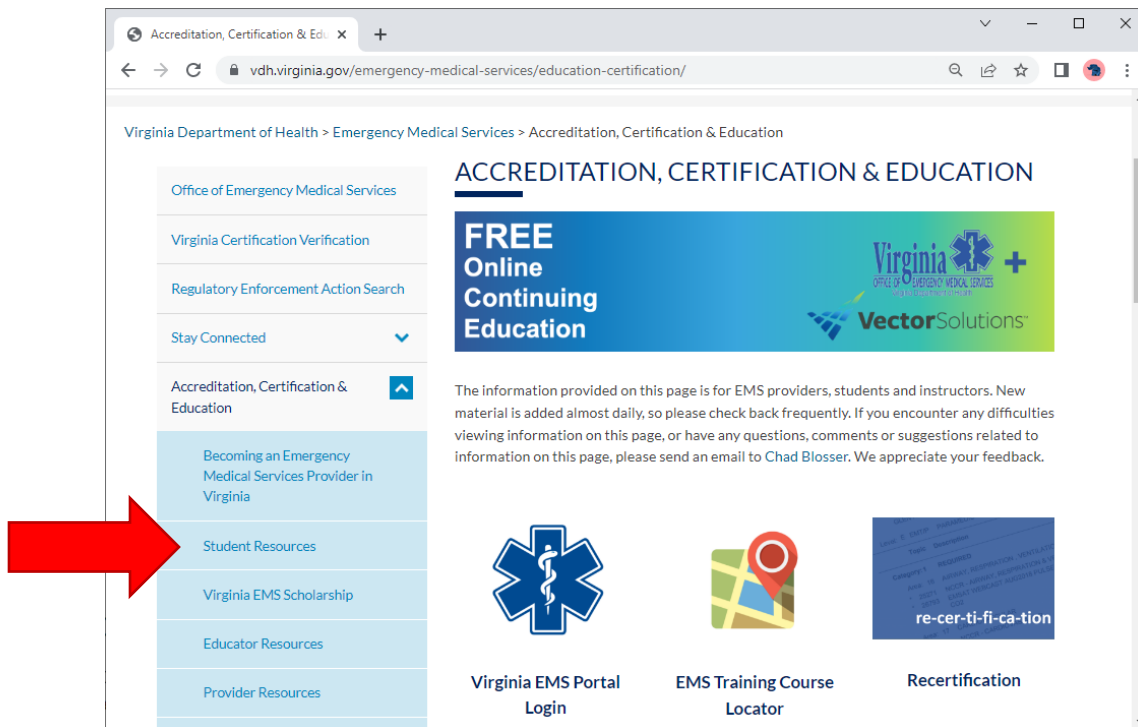 Accreditation, Certification & Edu
vdh.virginia.gov/emergency-medical-services/education-certification/
Virginia Department of Health > Emergency Medical Services > Accreditation, Certification & Education
Office of Emergency Medical Services
Virginia Certification Verification
Regulatory Enforcement Action Search
Stay Connected
Accreditation, Certification &
Education
Becoming an Emergency
Medical Services Provider in
Virginia
Student Resources
Virginia EMS Scholarship
Educator Resources
Provider Resources
ACCREDITATION, CERTIFICATION & EDUCATION
FREE
Online
Continuing
Education
Virginia
OFFICE OF EMERGENCY MEDICAL SERVICES
+
VectorSolutions
The information provided on this page is for EMS providers, students and instructors. New
material is added almost daily, so please check back frequently. If you encounter any difficulties
viewing information on this page, or have any questions, comments or suggestions related to
information on this page, please send an email to Chad Blosser. We appreciate your feedback.
Virginia EMS Portal
Login
EMS Training Course
Locator
re-cer-ti-fi-ca-tion
Recertification